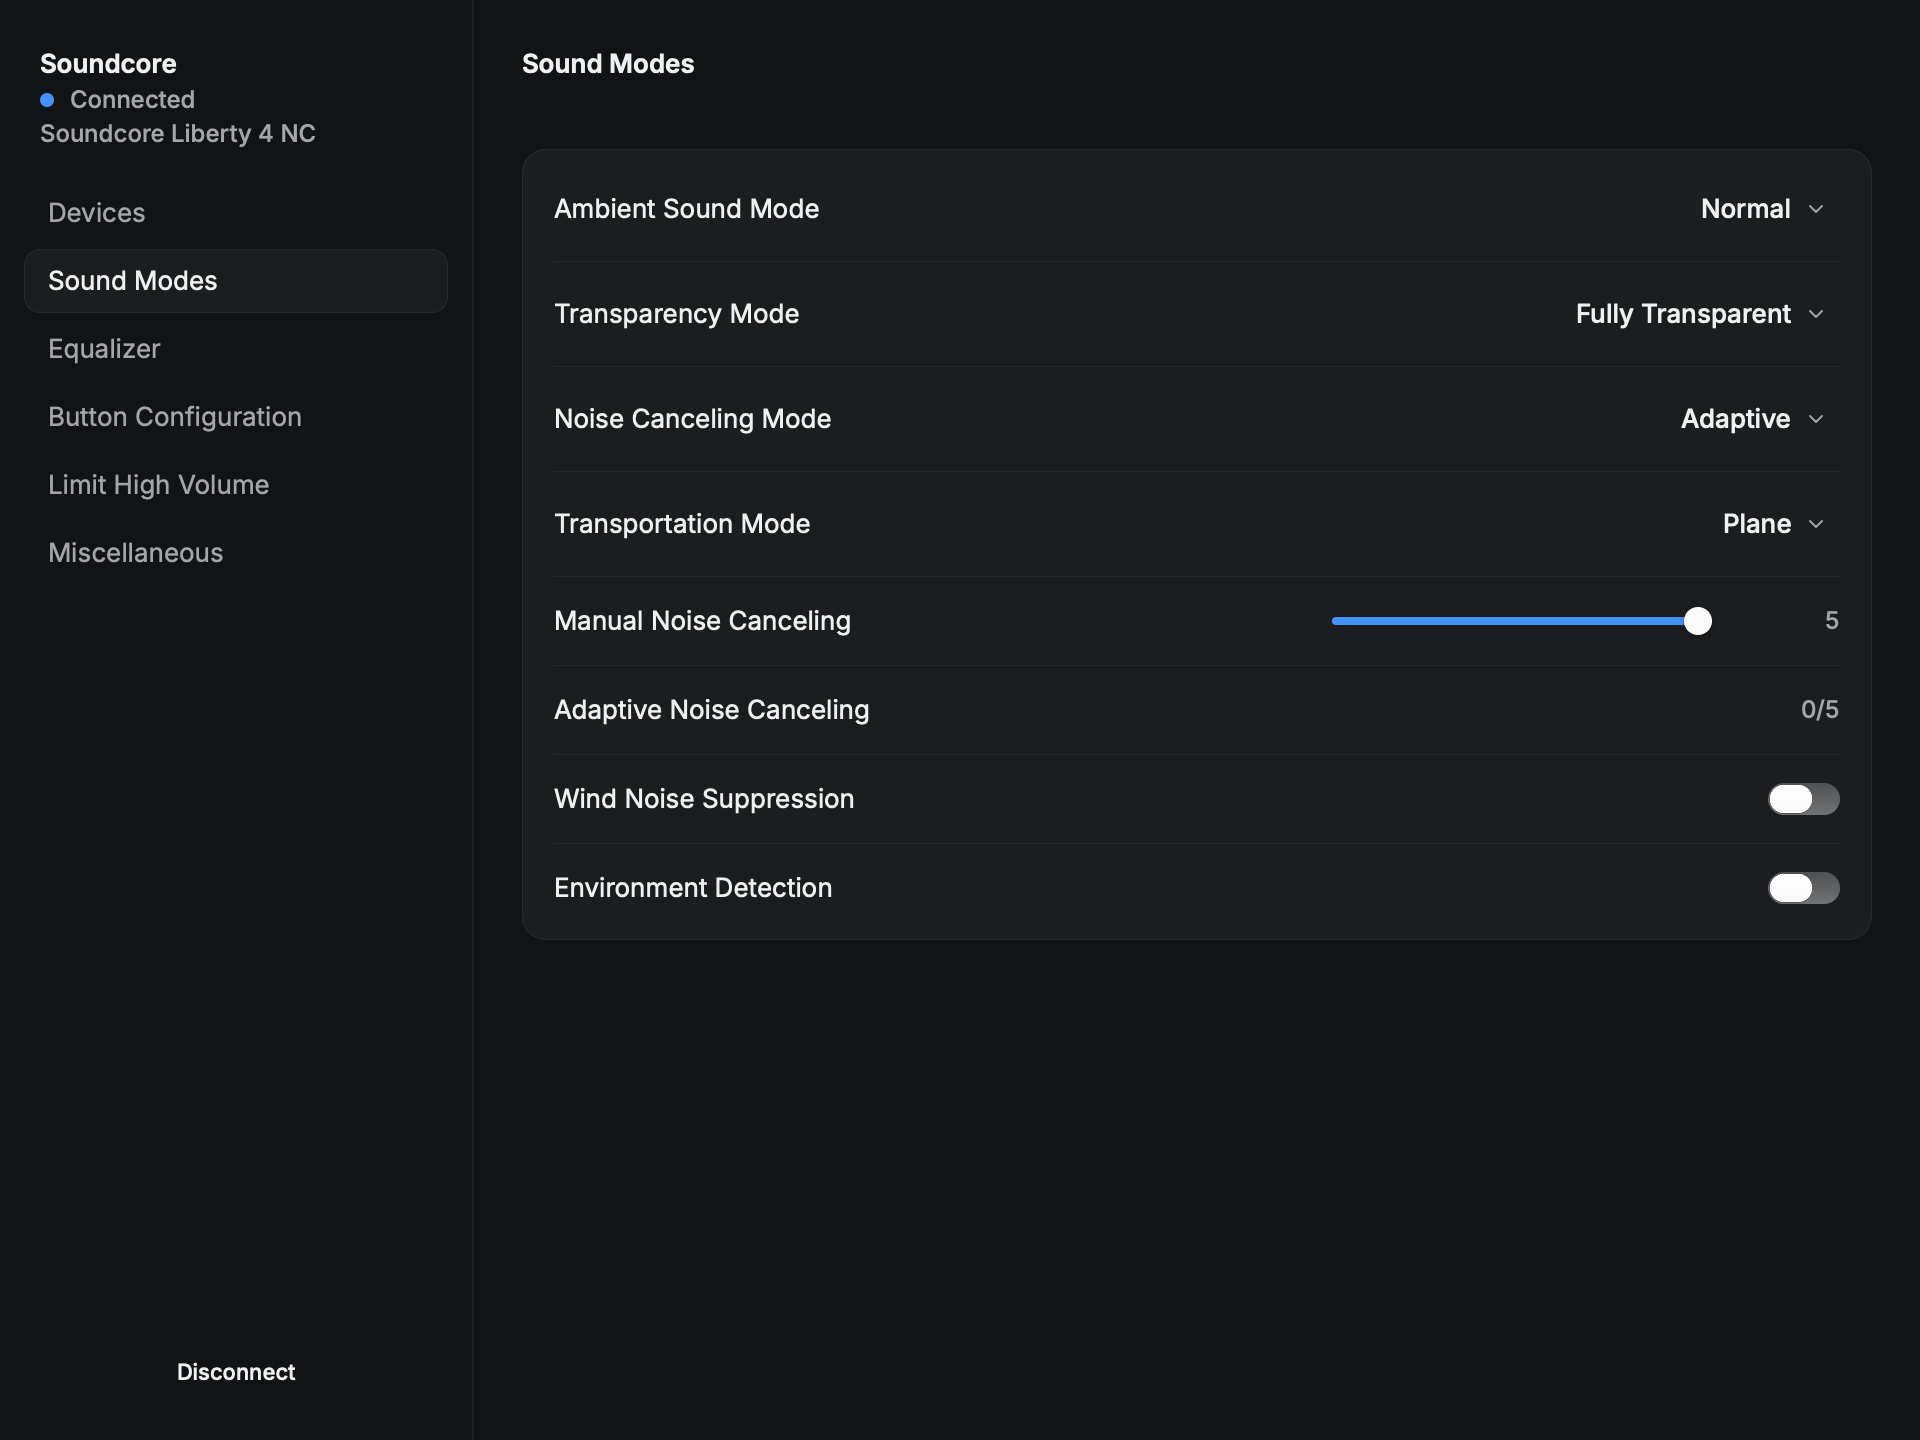 Soundcore
Connected
Soundcore Liberty 4 NC
Devices
Sound Modes
Equalizer
Button Configuration
Limit High Volume
Miscellaneous
Disconnect
Sound Modes
Ambient Sound Mode Normal
Transparency Mode Fully Transparent
Noise Canceling Mode Adaptive
Transportation Mode Plane
Manual Noise Canceling 5
Adaptive Noise Canceling 0/5
Wind Noise Suppression
Environment Detection